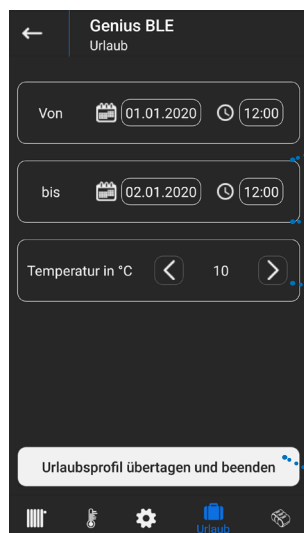 Genius BLE
Urlaub
Von 01.01.2020 12:00
bis 02.01.2020 12:00
Temperatur in °C 10
Urlaubsprofil übertagen und beenden
Urlaub